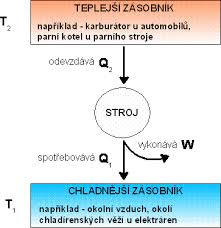 TEPLEJŠÍ ZÁSOBNÍK
T2
například - karburátor u automobilů,
parní kotel u parního stroje
odevzdává Q2
STROJ
vykonává W
spotřebovává Q1
CHLADNĚJŠÍ ZÁSOBNÍK
T1
například - okolní vzduch, okolí
chladírenských věží u elektráren